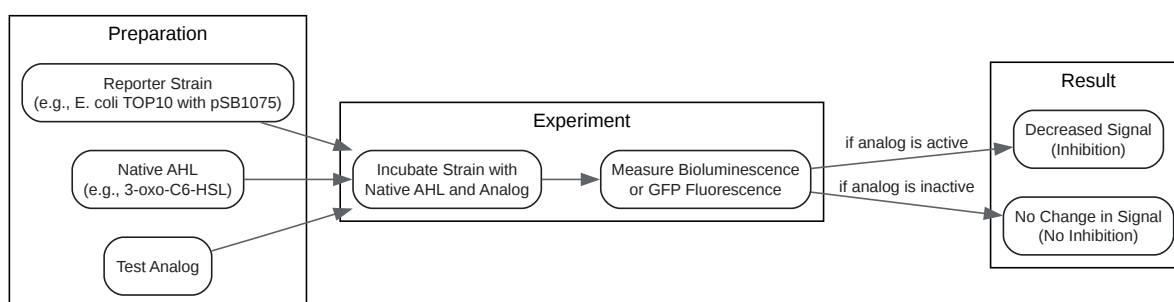 Preparation
Reporter Strain
(e.g., E. coli TOP10 with pSB1075)
Native AHL
(e.g., 3-oxo-C6-HSL)
Test Analog
Experiment
Incubate Strain with
Native AHL and Analog
Measure Bioluminescence
or GFP Fluorescence
if analog is active
if analog is inactive
Result
Decreased Signal
(Inhibition)
No Change in Signal
(No Inhibition)